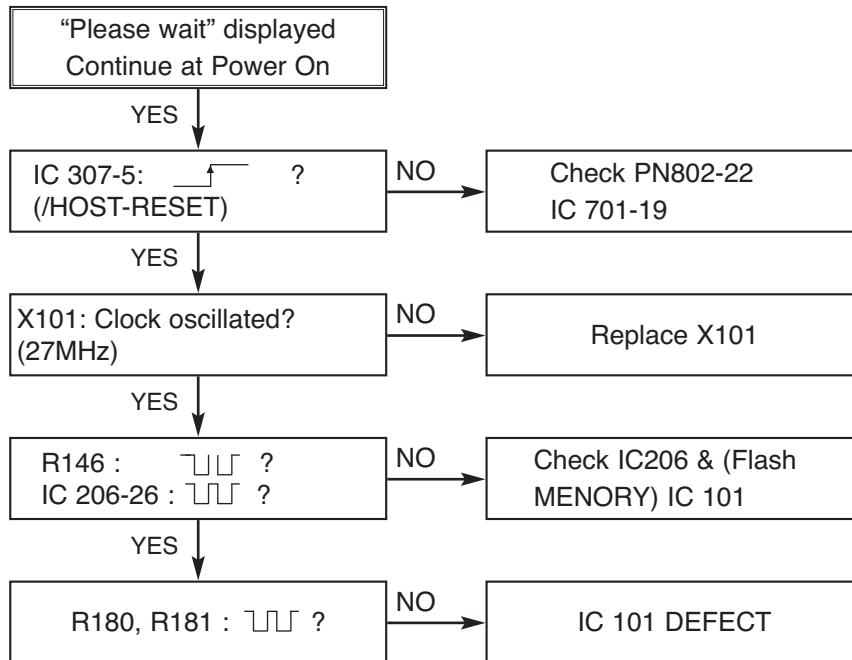 “Please wait” displayed
Continue at Power On
YES
IC 307-5: ?
(/HOST-RESET)
NO
Check PN802-22
IC 701-19
YES
X101: Clock oscillated?
(27MHz)
NO
Replace X101
YES
R146 : ?
IC 206-26 : ?
NO
Check IC206 & (Flash
MENORY) IC 101
YES
R180, R181 : ?
NO
IC 101 DEFECT